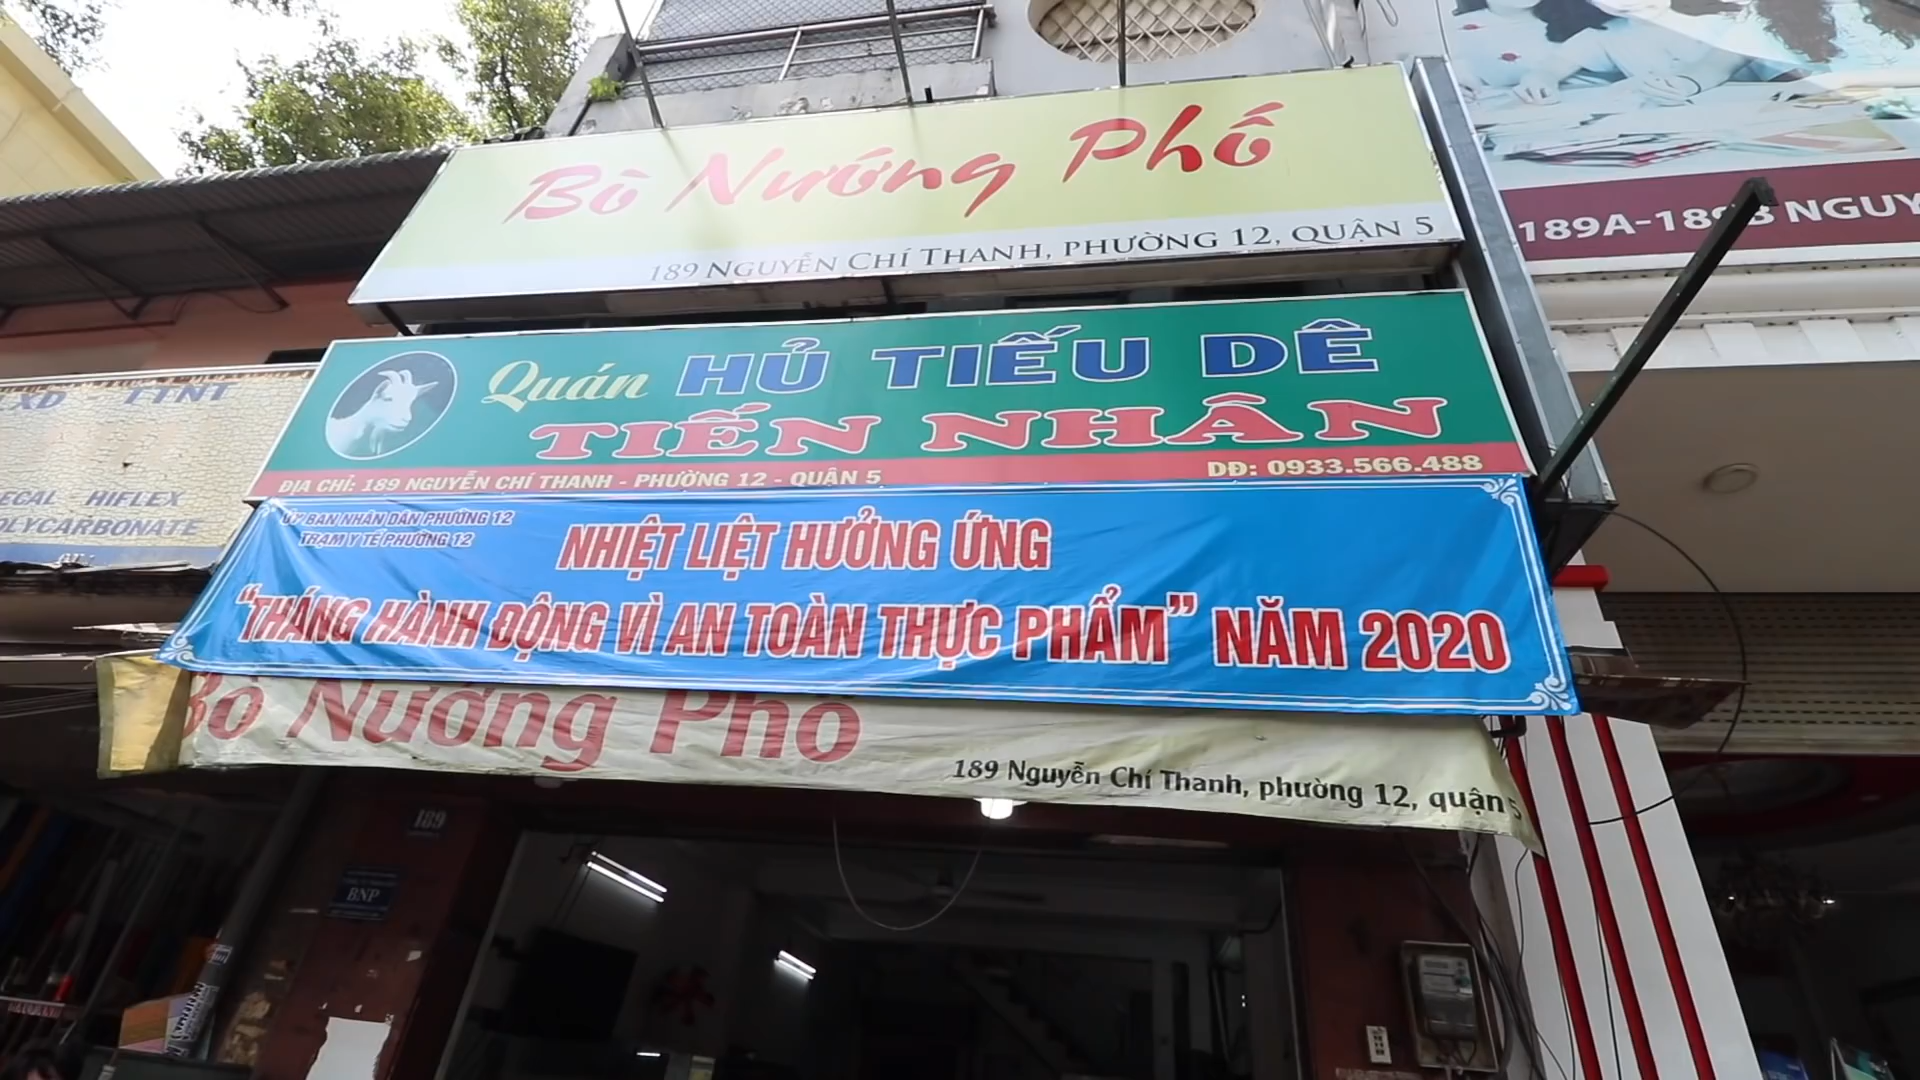 Bò Nướng Phố
189 NGUYỄN CHÍ THANH, PHƯỜNG 12, QUẬN 5
189A-189B NGUY
Quán HỦ TIẾU DÊ
TIẾN NHÂN
ĐỊA CHỈ: 189 NGUYỄN CHÍ THANH - PHƯỜNG 12 - QUẬN 5
DĐ: 0933.566.488
LXD - TTNT
ECAL - HIFLEX
OLYCARBONATE
ỦY BAN NHÂN DÂN PHƯỜNG 12
TRẠM Y TẾ PHƯỜNG 12
NHIỆT LIỆT HƯỞNG ỨNG
“THÁNG HÀNH ĐỘNG VÌ AN TOÀN THỰC PHẨM” NĂM 2020
Bò Nướng Phố
189 Nguyễn Chí Thanh, phường 12, quận 5
189
BNP